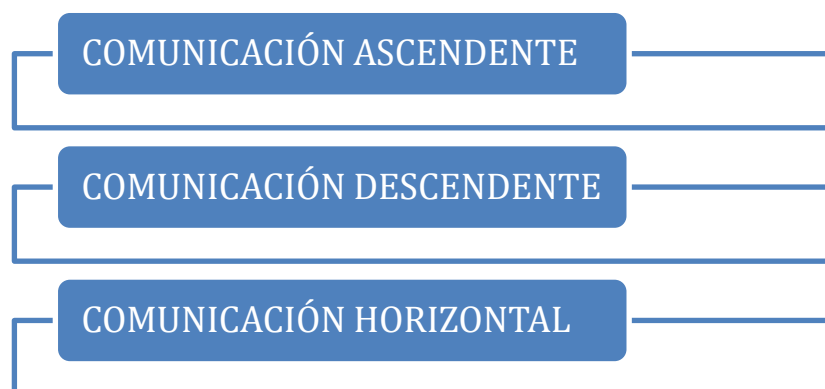 COMUNICACIÓN ASCENDENTE
COMUNICACIÓN DESCENDENTE
COMUNICACIÓN HORIZONTAL